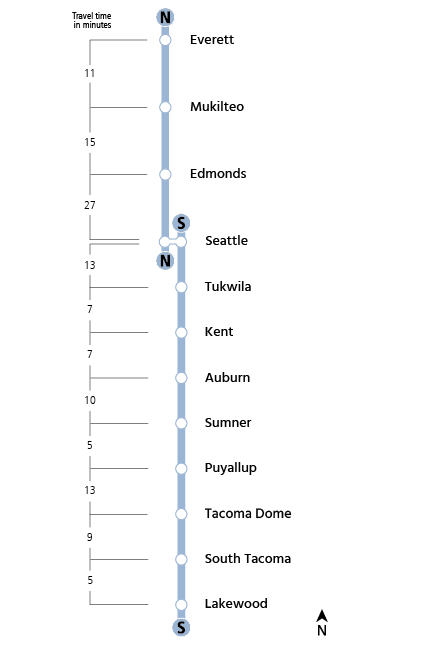 Travel time
in minutes
N
Everett
11
Mukilteo
15
Edmonds
27
S
Seattle
N
13
Tukwila
7
Kent
7
Auburn
10
Sumner
5
Puyallup
13
Tacoma Dome
9
South Tacoma
5
Lakewood
S
N